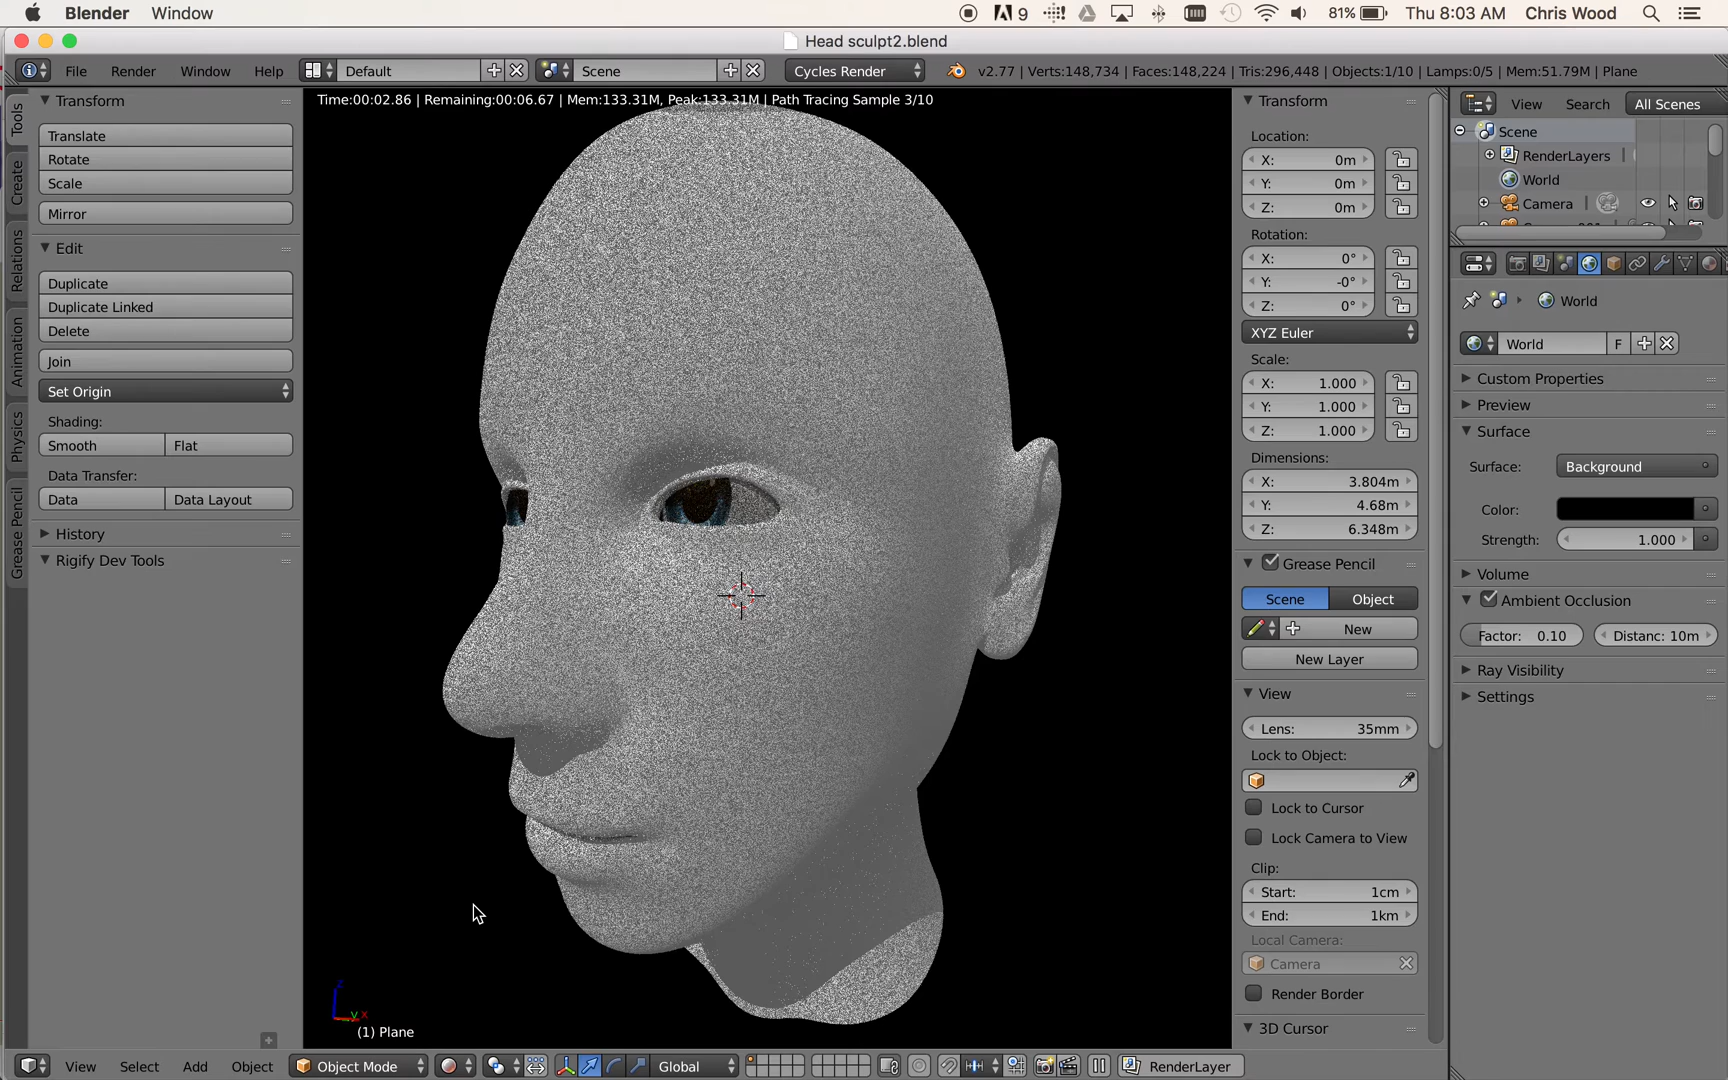 Blender Window 9 81% Thu 8:03 AM Chris Wood
Head sculpt2.blend
File Render Window Help Default Scene Cycles Render v2.77 | Verts:148,734 | Faces:148,224 | Tris:296,448 | Objects:1/10 | Lamps:0/5 | Mem:51.79M | Plane
Time:00:02.86 | Remaining:00:06.67 | Mem:133.31M, Peak:133.31M | Path Tracing Sample 3/10
Tools
Create
Relations
Animation
Physics
Grease Pencil
Transform
Translate
Rotate
Scale
Mirror
Edit
Duplicate
Duplicate Linked
Delete
Join
Set Origin
Shading:
Smooth Flat
Data Transfer:
Data Data Layout
History
Rigify Dev Tools
(1) Plane
z
y x
Transform
Location:
X: 0m
Y: 0m
Z: 0m
Rotation:
X: 0°
Y: -0°
Z: 0°
XYZ Euler
Scale:
X: 1.000
Y: 1.000
Z: 1.000
Dimensions:
X: 3.804m
Y: 4.68m
Z: 6.348m
Grease Pencil
Scene Object
New
New Layer
View
Lens: 35mm
Lock to Object:
Lock to Cursor
Lock Camera to View
Clip:
Start: 1cm
End: 1km
Local Camera:
Camera
Render Border
3D Cursor
View Search All Scenes
Scene
RenderLayers
World
Camera
World
World F
Custom Properties
Preview
Surface
Surface: Background
Color:
Strength: 1.000
Volume
Ambient Occlusion
Factor: 0.10 Distanc: 10m
Ray Visibility
Settings
View Select Add Object Object Mode Global RenderLayer